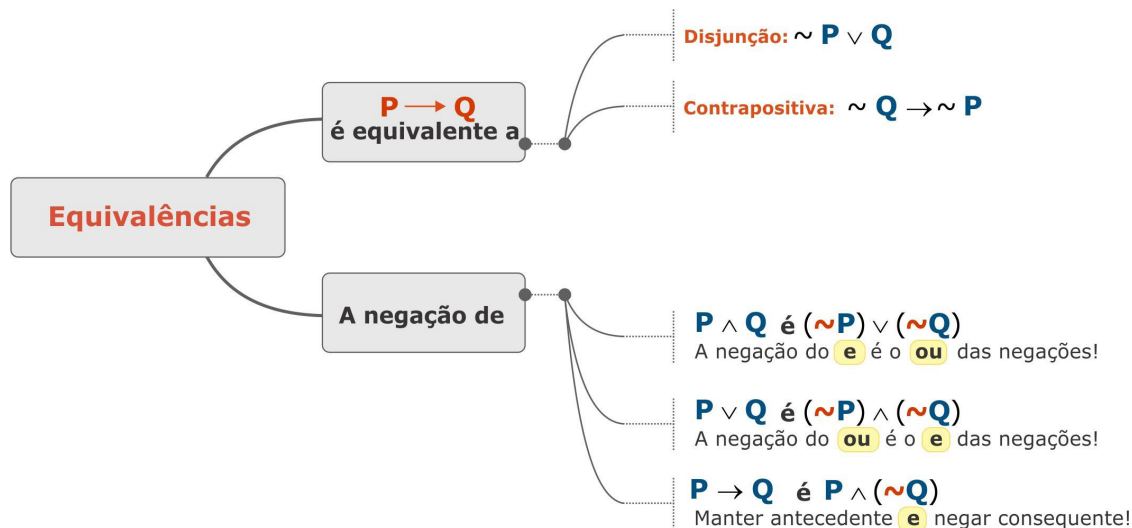 Equivalências
P → Q
é equivalente a
Disjunção: ~ P ∨ Q
Contrapositiva: ~ Q → ~ P
A negação de
P ∧ Q é (~P) ∨ (~Q)
A negação do e é o ou das negações!
P ∨ Q é (~P) ∧ (~Q)
A negação do ou é o e das negações!
P → Q é P ∧ (~Q)
Manter antecedente e negar consequente!